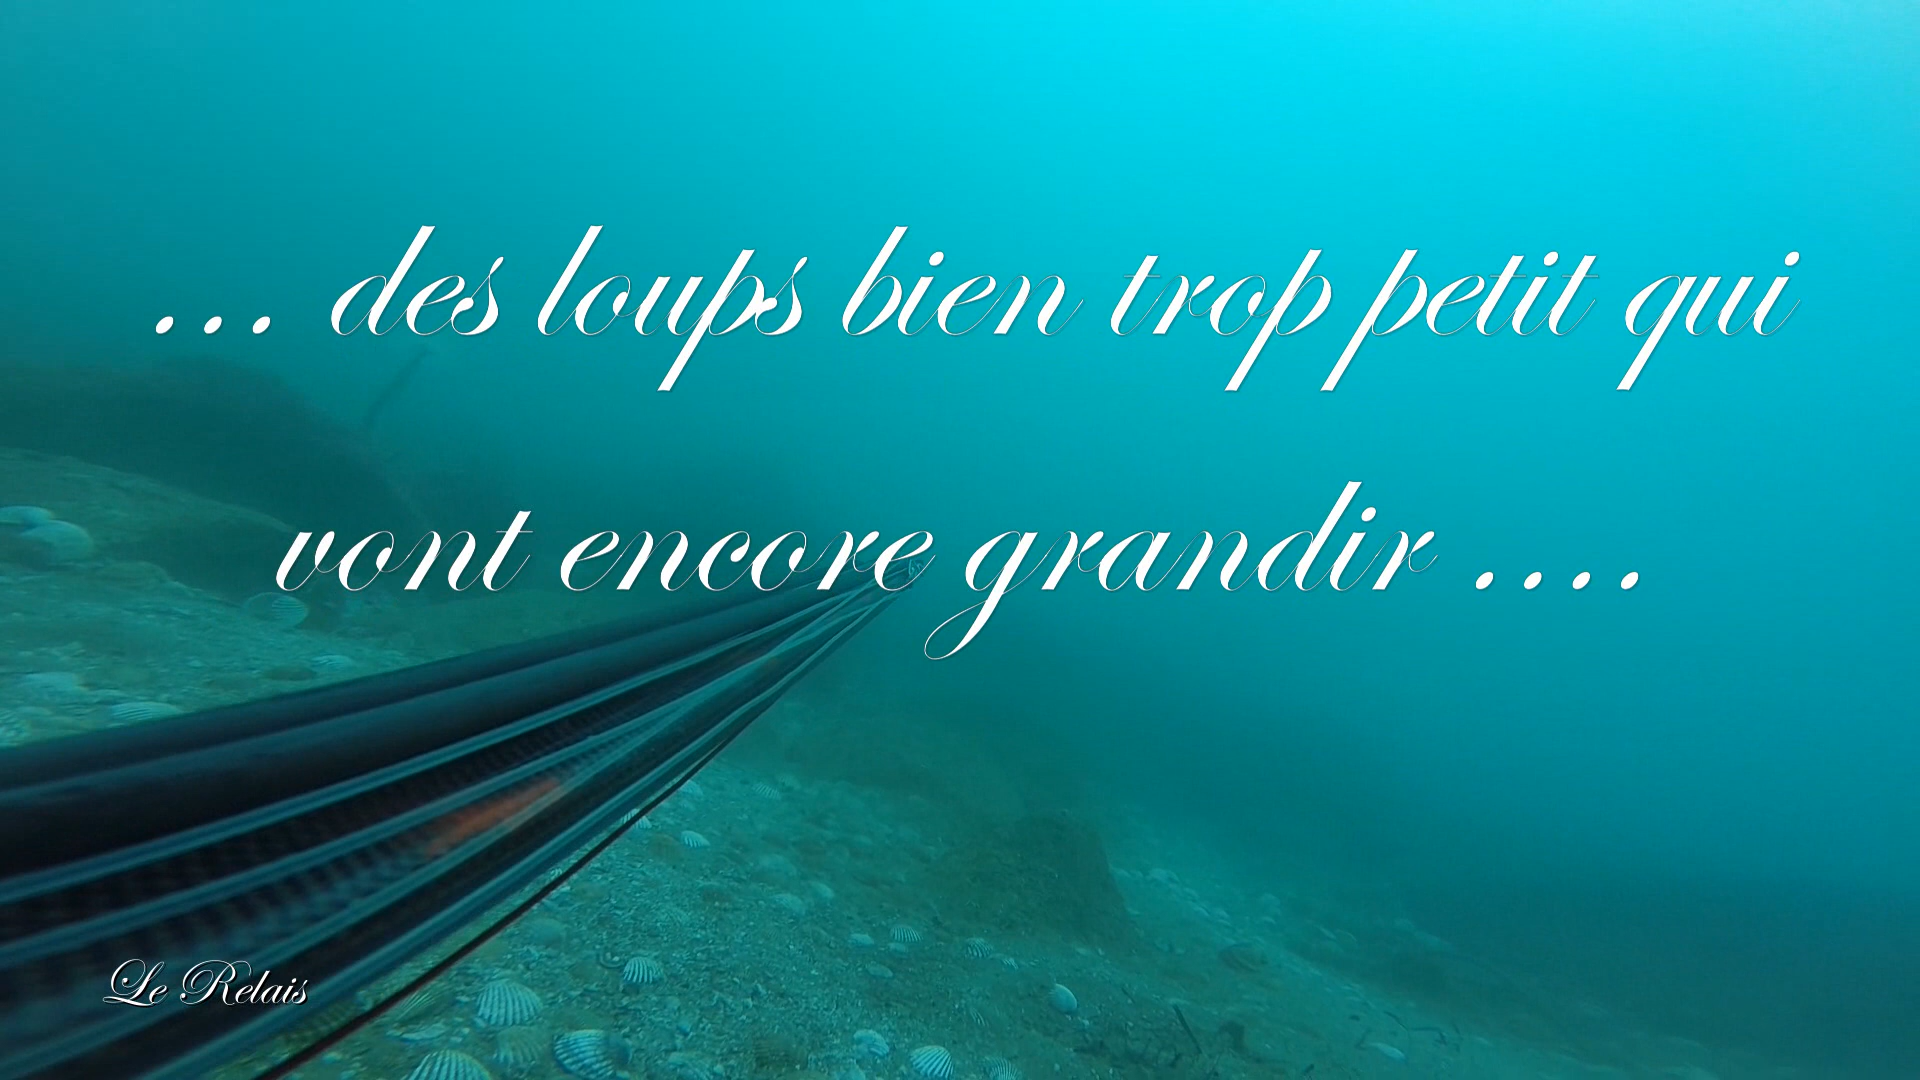 ... des loups bien trop petit qui
vont encore grandir ....
Le Relais